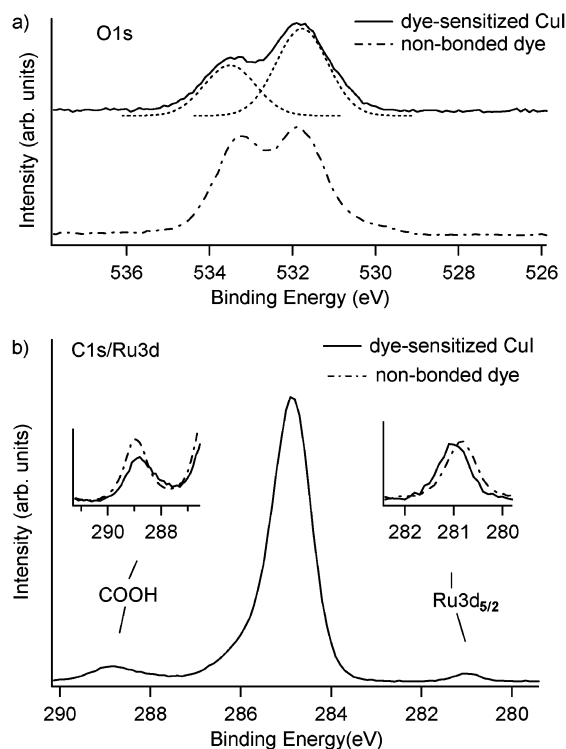 a)
O1s
dye-sensitized CuI
non-bonded dye
Intensity (arb. units)
536 534 532 530 528 526
Binding Energy (eV)
b)
C1s/Ru3d
dye-sensitized CuI
non-bonded dye
Intensity (arb. units)
290 288
282 281 280
COOH
Ru3d5/2
290 288 286 284 282 280
Binding Energy(eV)